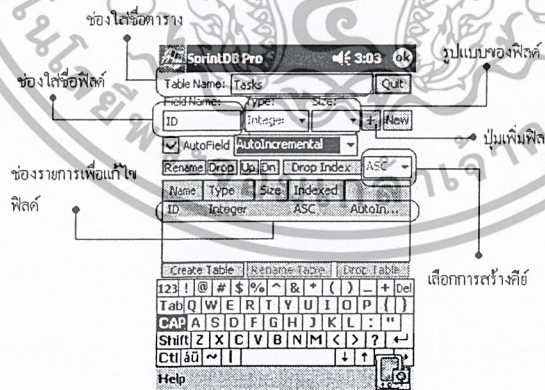 ช่องใส่ชื่อตาราง
SprintDB Pro 3:03 ok
รูปแบบของฟิลด์
Table Name: Tasks Quit
ช่องใส่ชื่อฟิลด์
Field Name: Type: Size:
ID Integer + New
AutoField AutoIncremental
ปุ่มเพิ่มฟิล
ช่องรายการเพื่อแก้ไข
ฟิลด์
Rename Drop Up Dn Drop Index ASC
Name Type Size Indexed
ID Integer ASC AutoIn...
เลือกการสร้างคีย์
Create Table Rename Table Drop Table
123 ! @ # $ % ^ & * ( ) _ + Del
Tab Q W E R T Y U I O P { }
CAP A S D F G H J K L : "
Shift Z X C V B N M < > ? ↵
Ctl áü ~ | ↓ ↑
Help